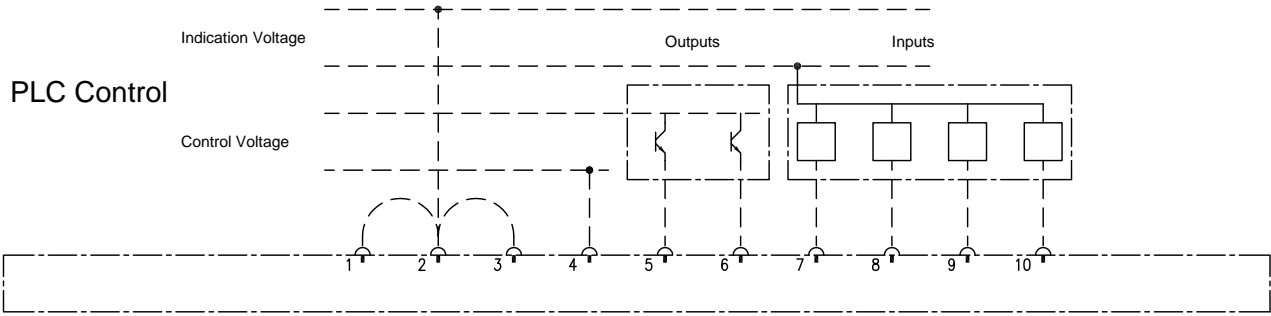 Indication Voltage
Outputs
Inputs
PLC Control
Control Voltage
1 2 3 4 5 6 7 8 9 10